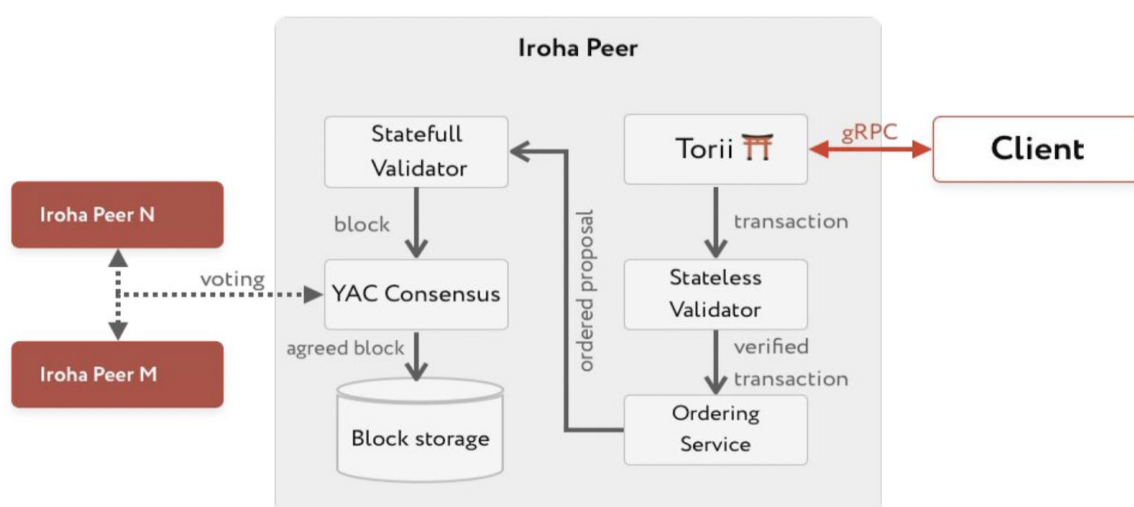 Iroha Peer
Statefull
Validator
Torii ⛩
gRPC
Client
Iroha Peer N
block
transaction
voting
YAC Consensus
ordered proposal
Stateless
Validator
agreed block
verified
transaction
Iroha Peer M
Block storage
Ordering
Service